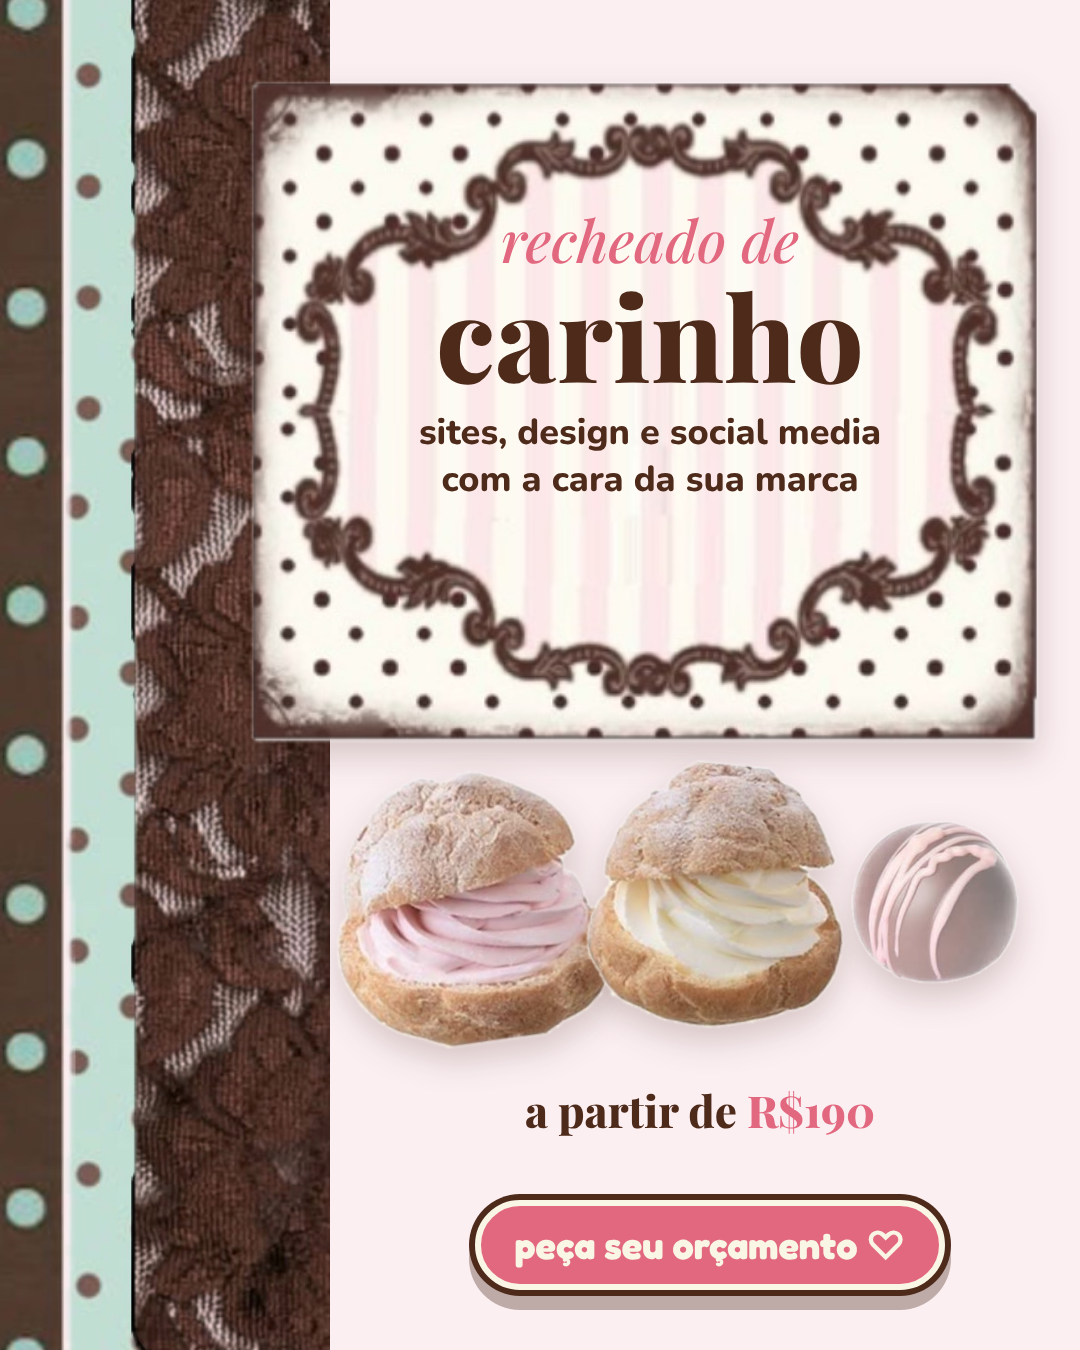 recheado de
carinho
sites, design e social media
com a cara da sua marca
a partir de R$190
peça seu orçamento ♡